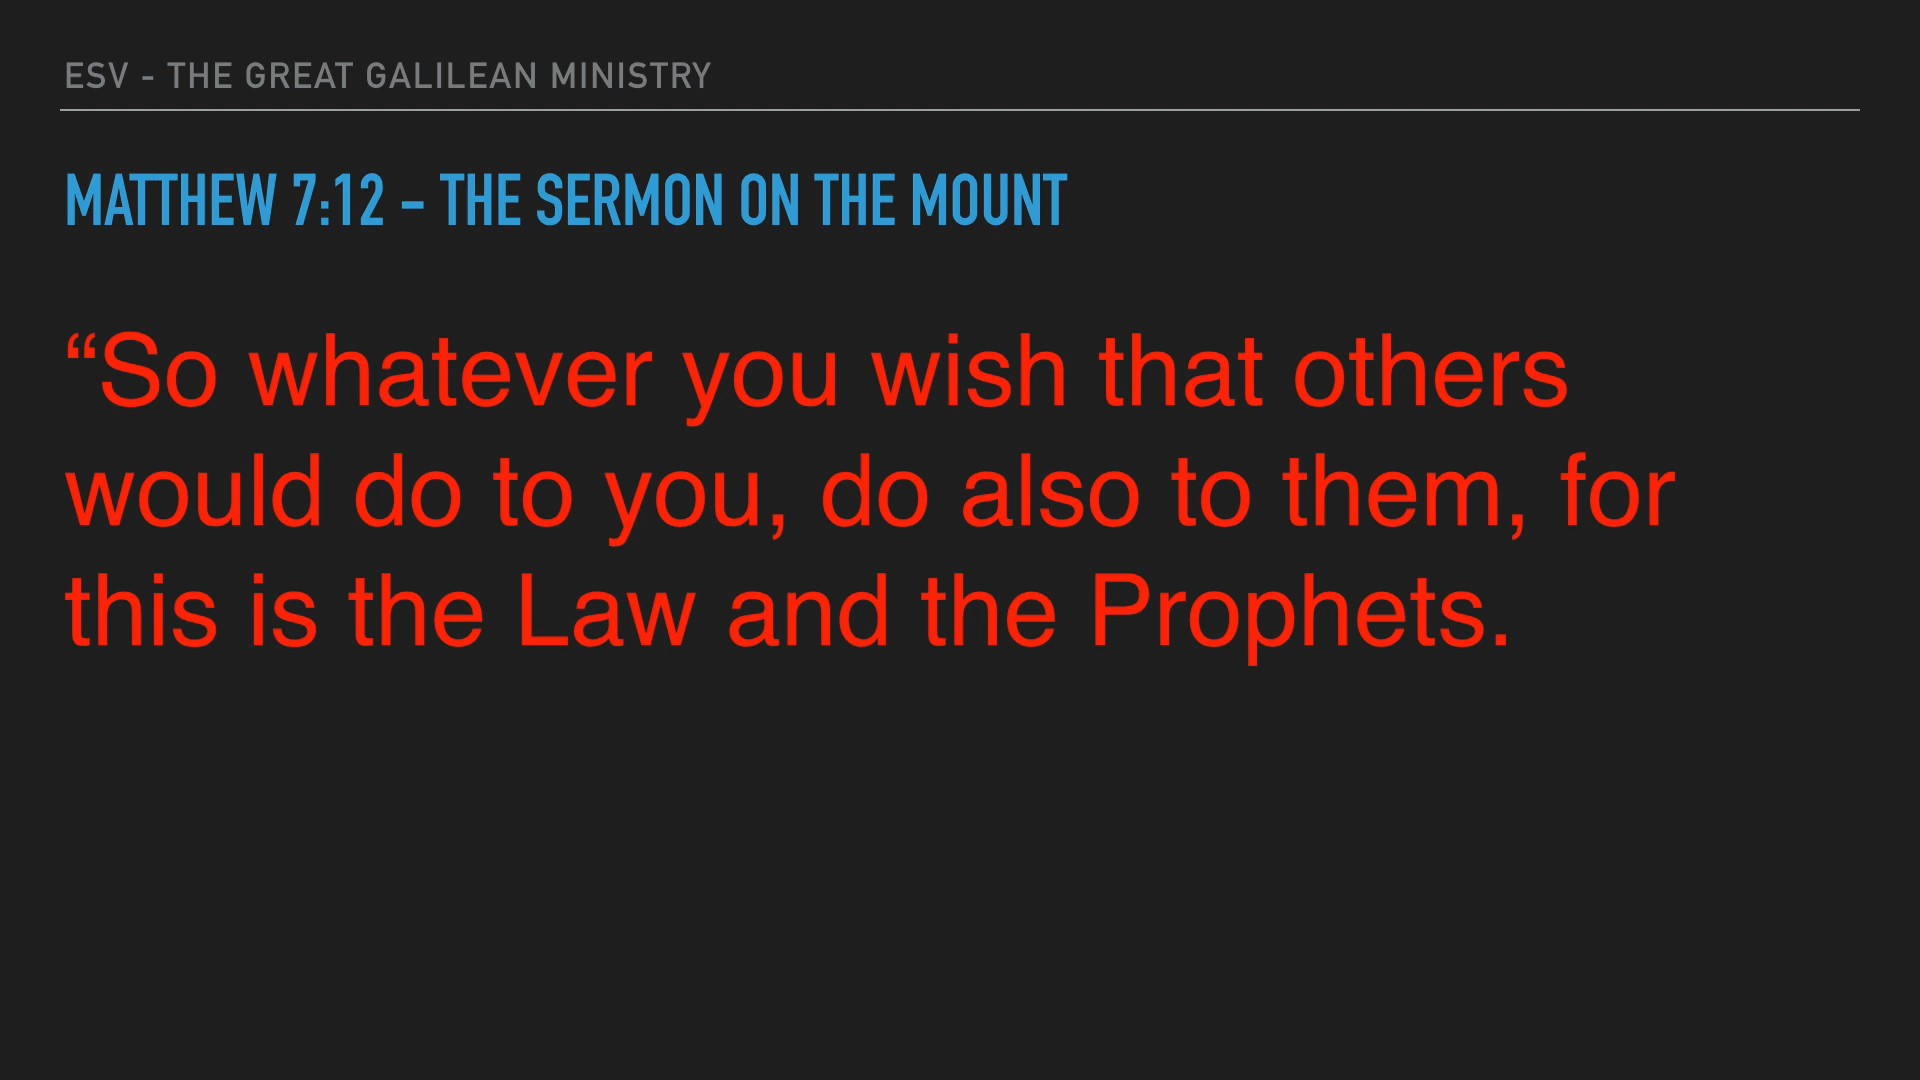 ESV - THE GREAT GALILEAN MINISTRY
MATTHEW 7:12 - THE SERMON ON THE MOUNT
“So whatever you wish that others
would do to you, do also to them, for
this is the Law and the Prophets.